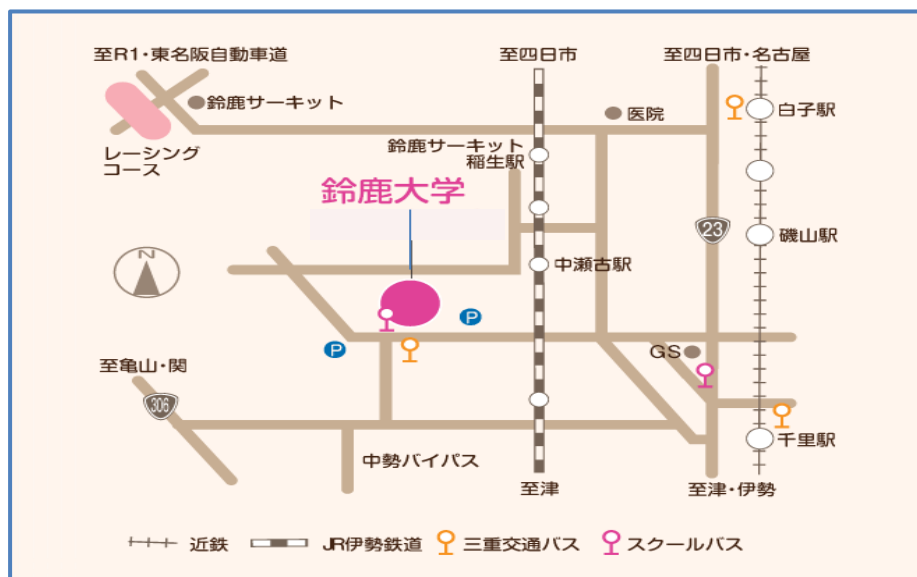 至R1・東名阪自動車道
至四日市
至四日市・名古屋
鈴鹿サーキット
医院
白子駅
レーシング
コース
鈴鹿サーキット
稲生駅
鈴鹿大学
23
磯山駅
N
中瀬古駅
P
P
GS
至亀山・関
306
千里駅
中勢バイパス
至津
至津・伊勢
近鉄
JR伊勢鉄道
三重交通バス
スクールバス